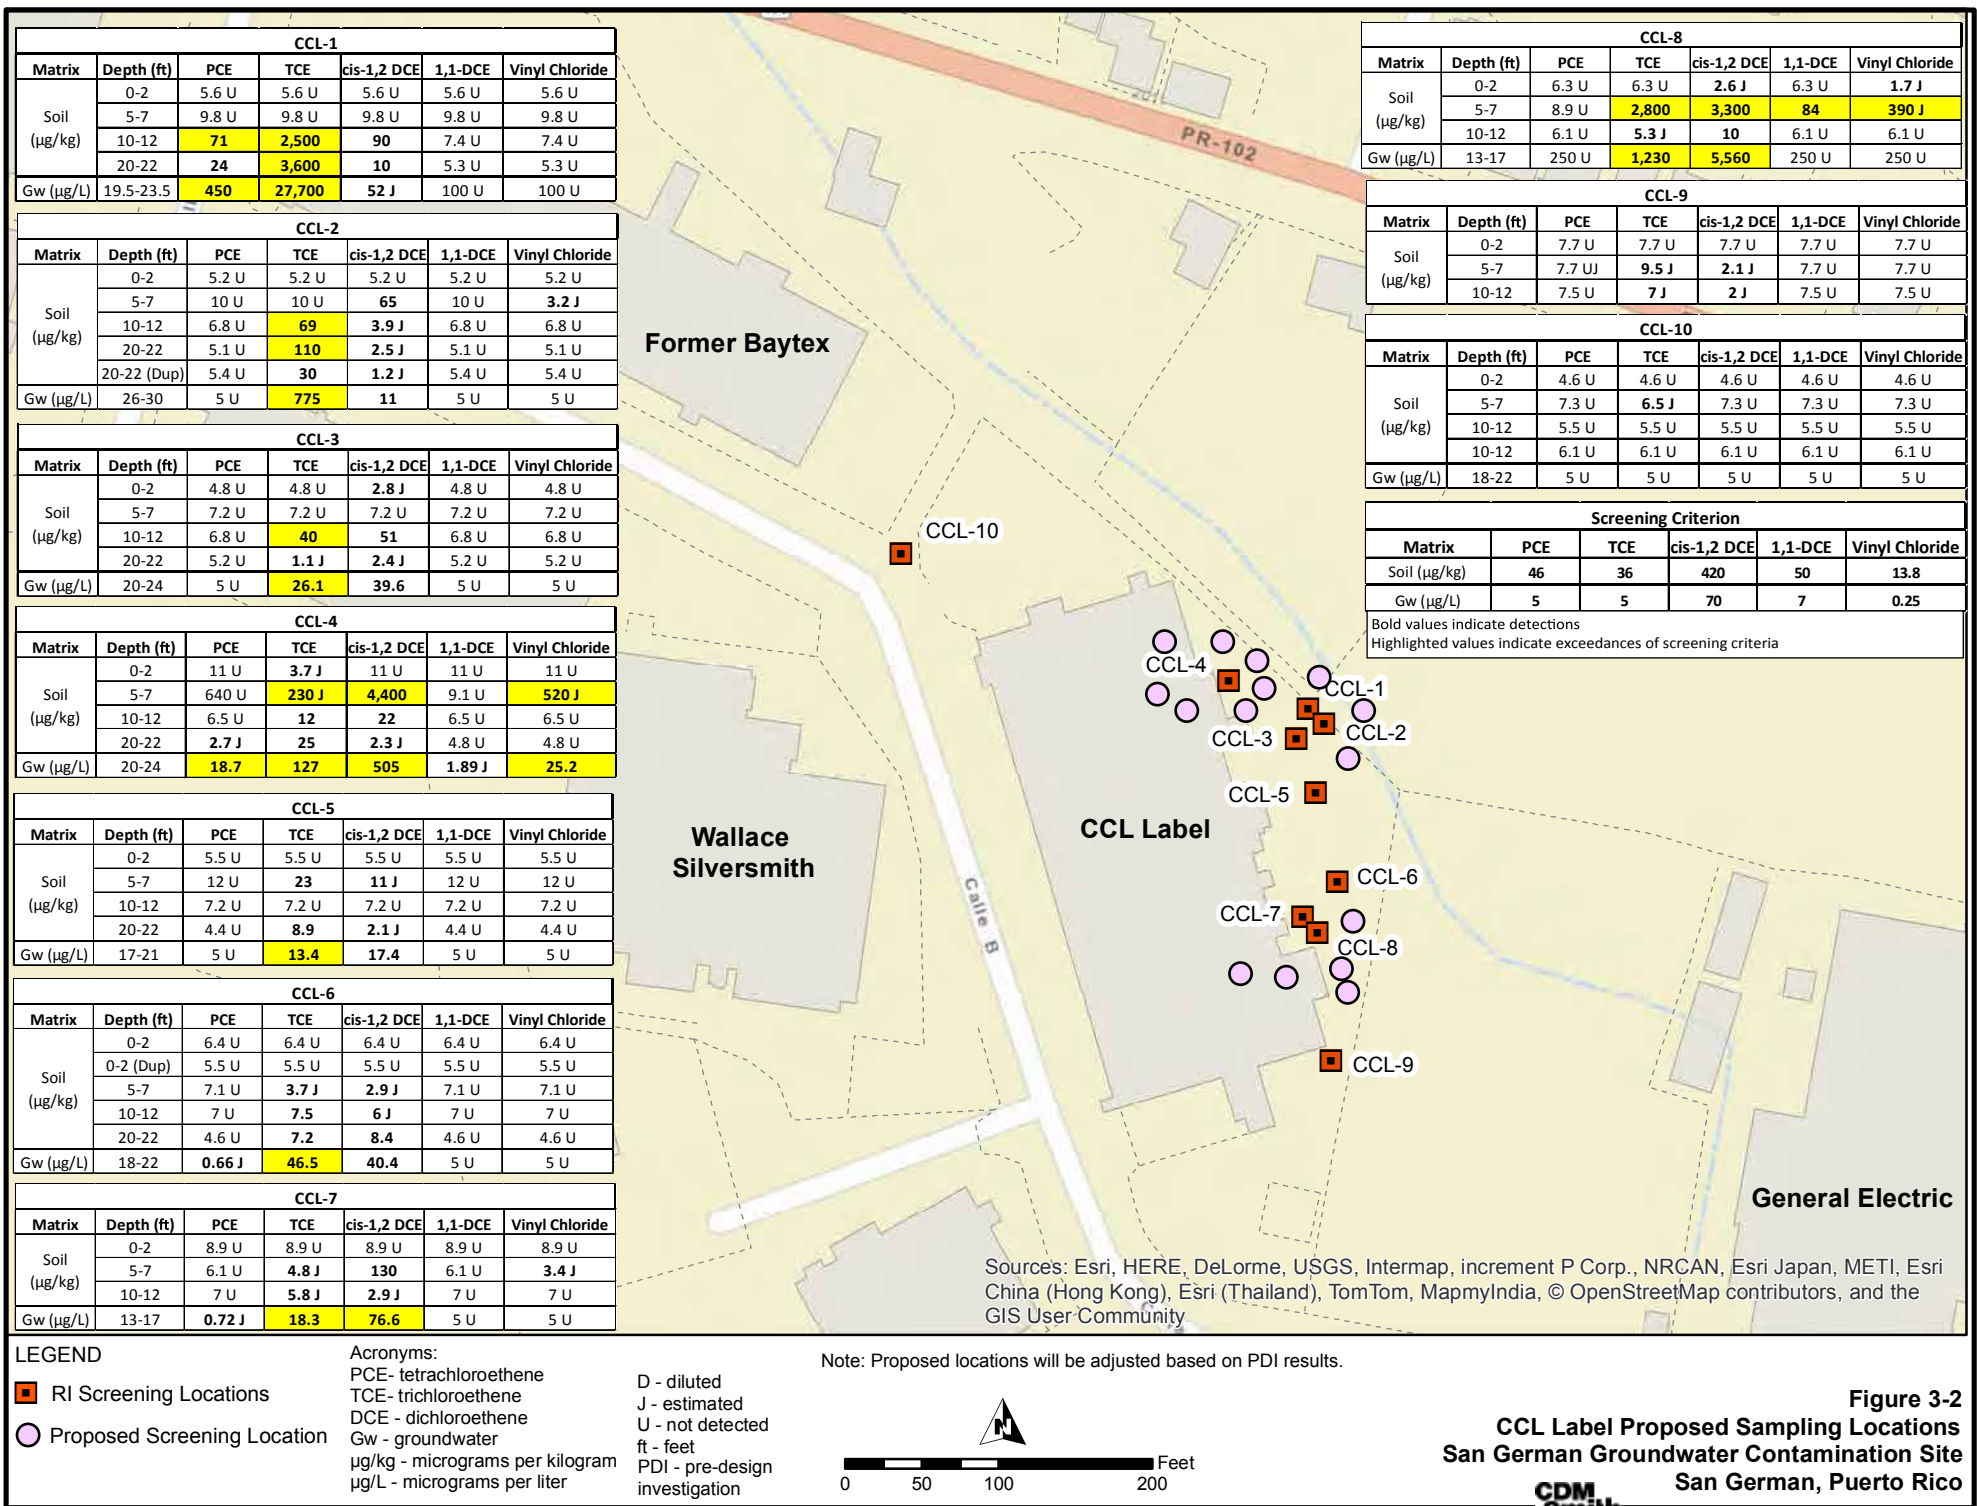 CCL-1
Matrix Depth (ft) PCE TCE cis-1,2 DCE 1,1-DCE Vinyl Chloride
Soil (µg/kg)
0-2 5.6 U 5.6 U 5.6 U 5.6 U 5.6 U
5-7 9.8 U 9.8 U 9.8 U 9.8 U 9.8 U
10-12 71 2,500 90 7.4 U 7.4 U
20-22 24 3,600 10 5.3 U 5.3 U
Gw (µg/L) 19.5-23.5 450 27,700 52 J 100 U 100 U
CCL-2
Matrix Depth (ft) PCE TCE cis-1,2 DCE 1,1-DCE Vinyl Chloride
Soil (µg/kg)
0-2 5.2 U 5.2 U 5.2 U 5.2 U 5.2 U
5-7 10 U 10 U 65 10 U 3.2 J
10-12 6.8 U 69 3.9 J 6.8 U 6.8 U
20-22 5.1 U 110 2.5 J 5.1 U 5.1 U
20-22 (Dup) 5.4 U 30 1.2 J 5.4 U 5.4 U
Gw (µg/L) 26-30 5 U 775 11 5 U 5 U
CCL-3
Matrix Depth (ft) PCE TCE cis-1,2 DCE 1,1-DCE Vinyl Chloride
Soil (µg/kg)
0-2 4.8 U 4.8 U 2.8 J 4.8 U 4.8 U
5-7 7.2 U 7.2 U 7.2 U 7.2 U 7.2 U
10-12 6.8 U 40 51 6.8 U 6.8 U
20-22 5.2 U 1.1 J 2.4 J 5.2 U 5.2 U
Gw (µg/L) 20-24 5 U 26.1 39.6 5 U 5 U
CCL-4
Matrix Depth (ft) PCE TCE cis-1,2 DCE 1,1-DCE Vinyl Chloride
Soil (µg/kg)
0-2 11 U 3.7 J 11 U 11 U 11 U
5-7 640 U 230 J 4,400 9.1 U 520 J
10-12 6.5 U 12 22 6.5 U 6.5 U
20-22 2.7 J 25 2.3 J 4.8 U 4.8 U
Gw (µg/L) 20-24 18.7 127 505 1.89 J 25.2
CCL-5
Matrix Depth (ft) PCE TCE cis-1,2 DCE 1,1-DCE Vinyl Chloride
Soil (µg/kg)
0-2 5.5 U 5.5 U 5.5 U 5.5 U 5.5 U
5-7 12 U 23 11 J 12 U 12 U
10-12 7.2 U 7.2 U 7.2 U 7.2 U 7.2 U
20-22 4.4 U 8.9 2.1 J 4.4 U 4.4 U
Gw (µg/L) 17-21 5 U 13.4 17.4 5 U 5 U
CCL-6
Matrix Depth (ft) PCE TCE cis-1,2 DCE 1,1-DCE Vinyl Chloride
Soil (µg/kg)
0-2 6.4 U 6.4 U 6.4 U 6.4 U 6.4 U
0-2 (Dup) 5.5 U 5.5 U 5.5 U 5.5 U 5.5 U
5-7 7.1 U 3.7 J 2.9 J 7.1 U 7.1 U
10-12 7 U 7.5 6 J 7 U 7 U
20-22 4.6 U 7.2 8.4 4.6 U 4.6 U
Gw (µg/L) 18-22 0.66 J 46.5 40.4 5 U 5 U
CCL-7
Matrix Depth (ft) PCE TCE cis-1,2 DCE 1,1-DCE Vinyl Chloride
Soil (µg/kg)
0-2 8.9 U 8.9 U 8.9 U 8.9 U 8.9 U
5-7 6.1 U 4.8 J 130 6.1 U 3.4 J
10-12 7 U 5.8 J 2.9 J 7 U 7 U
Gw (µg/L) 13-17 0.72 J 18.3 76.6 5 U 5 U
CCL-8
Matrix Depth (ft) PCE TCE cis-1,2 DCE 1,1-DCE Vinyl Chloride
Soil (µg/kg)
0-2 6.3 U 6.3 U 2.6 J 6.3 U 1.7 J
5-7 8.9 U 2,800 3,300 84 390 J
10-12 6.1 U 5.3 J 10 6.1 U 6.1 U
Gw (µg/L) 13-17 250 U 1,230 5,560 250 U 250 U
CCL-9
Matrix Depth (ft) PCE TCE cis-1,2 DCE 1,1-DCE Vinyl Chloride
Soil (µg/kg)
0-2 7.7 U 7.7 U 7.7 U 7.7 U 7.7 U
5-7 7.7 UJ 9.5 J 2.1 J 7.7 U 7.7 U
10-12 7.5 U 7 J 2 J 7.5 U 7.5 U
CCL-10
Matrix Depth (ft) PCE TCE cis-1,2 DCE 1,1-DCE Vinyl Chloride
Soil (µg/kg)
0-2 4.6 U 4.6 U 4.6 U 4.6 U 4.6 U
5-7 7.3 U 6.5 J 7.3 U 7.3 U 7.3 U
10-12 5.5 U 5.5 U 5.5 U 5.5 U 5.5 U
10-12 6.1 U 6.1 U 6.1 U 6.1 U 6.1 U
Gw (µg/L) 18-22 5 U 5 U 5 U 5 U 5 U
Screening Criterion
Matrix PCE TCE cis-1,2 DCE 1,1-DCE Vinyl Chloride
Soil (µg/kg) 46 36 420 50 13.8
Gw (µg/L) 5 5 70 7 0.25
Bold values indicate detections
Highlighted values indicate exceedances of screening criteria
PR-102
Former Baytex
CCL-10
CCL-4
CCL-1
CCL-3
CCL-2
CCL-5
CCL Label
Wallace
Silversmith
Calle B
CCL-6
CCL-7
CCL-8
CCL-9
General Electric
Sources: Esri, HERE, DeLorme, USGS, Intermap, increment P Corp., NRCAN, Esri Japan, METI, Esri
China (Hong Kong), Esri (Thailand), TomTom, MapmyIndia, © OpenStreetMap contributors, and the
GIS User Community
LEGEND
RI Screening Locations
Proposed Screening Location
Acronyms:
PCE- tetrachloroethene
TCE- trichloroethene
DCE - dichloroethene
Gw - groundwater
µg/kg - micrograms per kilogram
µg/L - micrograms per liter
D - diluted
J - estimated
U - not detected
ft - feet
PDI - pre-design
investigation
Note: Proposed locations will be adjusted based on PDI results.
N
0 50 100 200 Feet
Figure 3-2
CCL Label Proposed Sampling Locations
San German Groundwater Contamination Site
San German, Puerto Rico
CDM
Smith